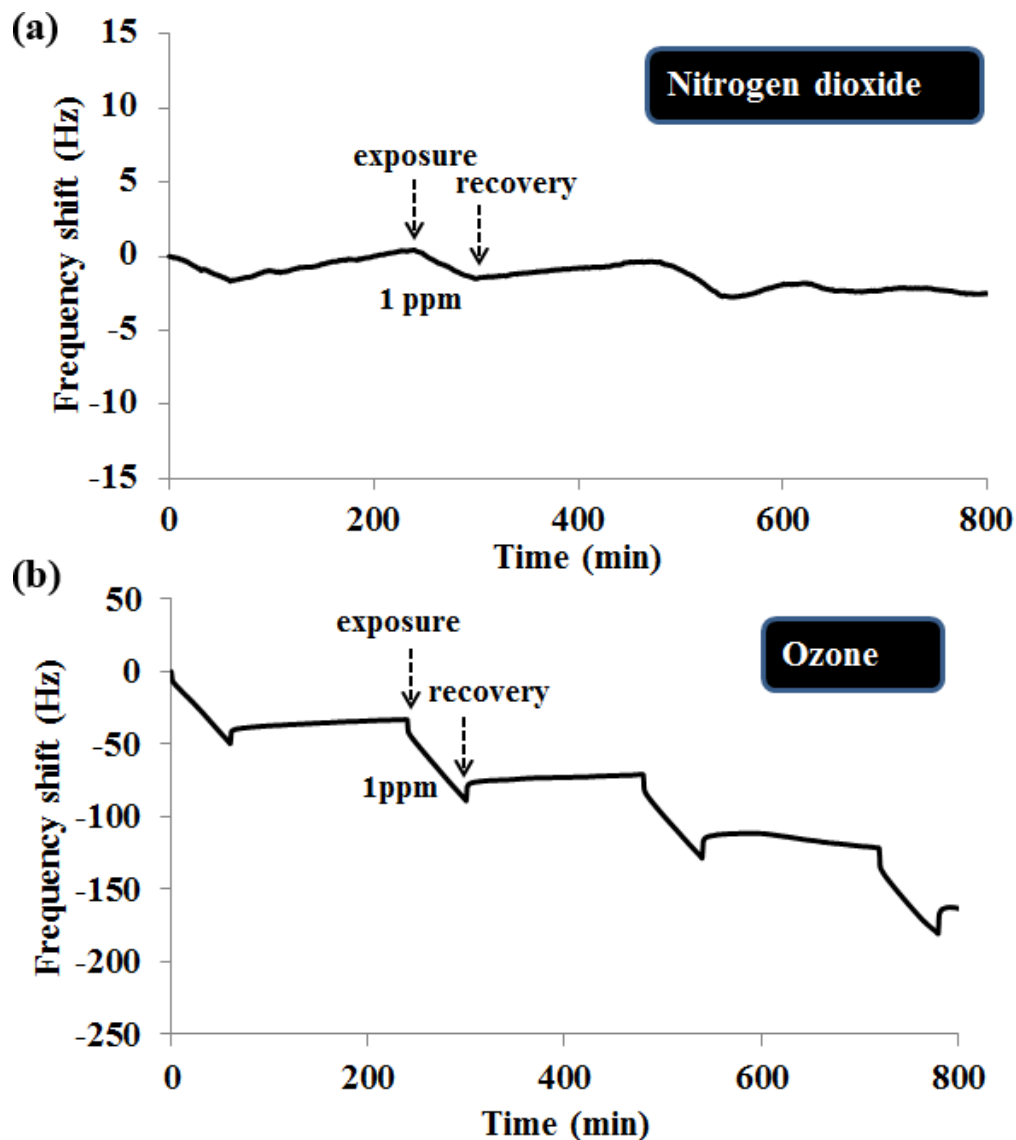 (a)
Nitrogen dioxide
exposure
recovery
1 ppm
Frequency shift (Hz)
15
10
5
0
-5
-10
-15
0 200 400 600 800
Time (min)
(b)
Ozone
exposure
recovery
1ppm
Frequency shift (Hz)
50
0
-50
-100
-150
-200
-250
0 200 400 600 800
Time (min)